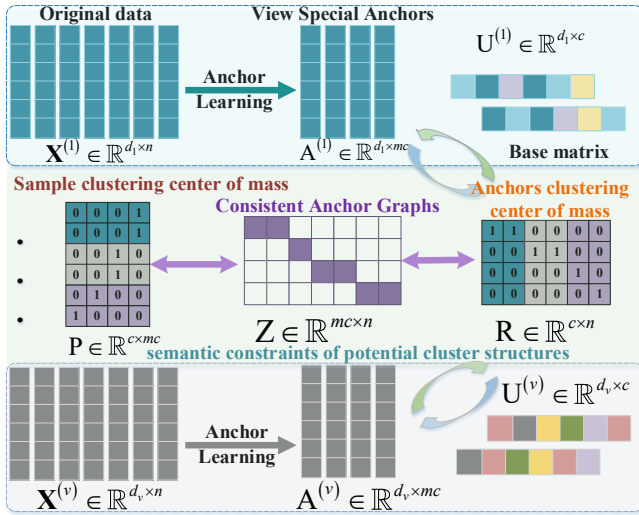 Original data
View Special Anchors
U⁽¹⁾ ∈ ℝ^{d₁×c}
Anchor
Learning
X⁽¹⁾ ∈ ℝ^{d₁×n}
A⁽¹⁾ ∈ ℝ^{d₁×mc}
Base matrix
Sample clustering center of mass
Consistent Anchor Graphs
Anchors clustering
center of mass
0 0 0 1
0 0 0 1
0 0 1 0
0 0 1 0
0 1 0 0
1 0 0 0
1 1 0 0 0 0
0 0 1 1 0 0
0 0 0 0 1 0
0 0 0 0 0 1
P ∈ ℝ^{c×mc}
Z ∈ ℝ^{mc×n}
R ∈ ℝ^{c×n}
semantic constraints of potential cluster structures
U⁽ᵛ⁾ ∈ ℝ^{dᵥ×c}
Anchor
Learning
X⁽ᵛ⁾ ∈ ℝ^{dᵥ×n}
A⁽ᵛ⁾ ∈ ℝ^{dᵥ×mc}